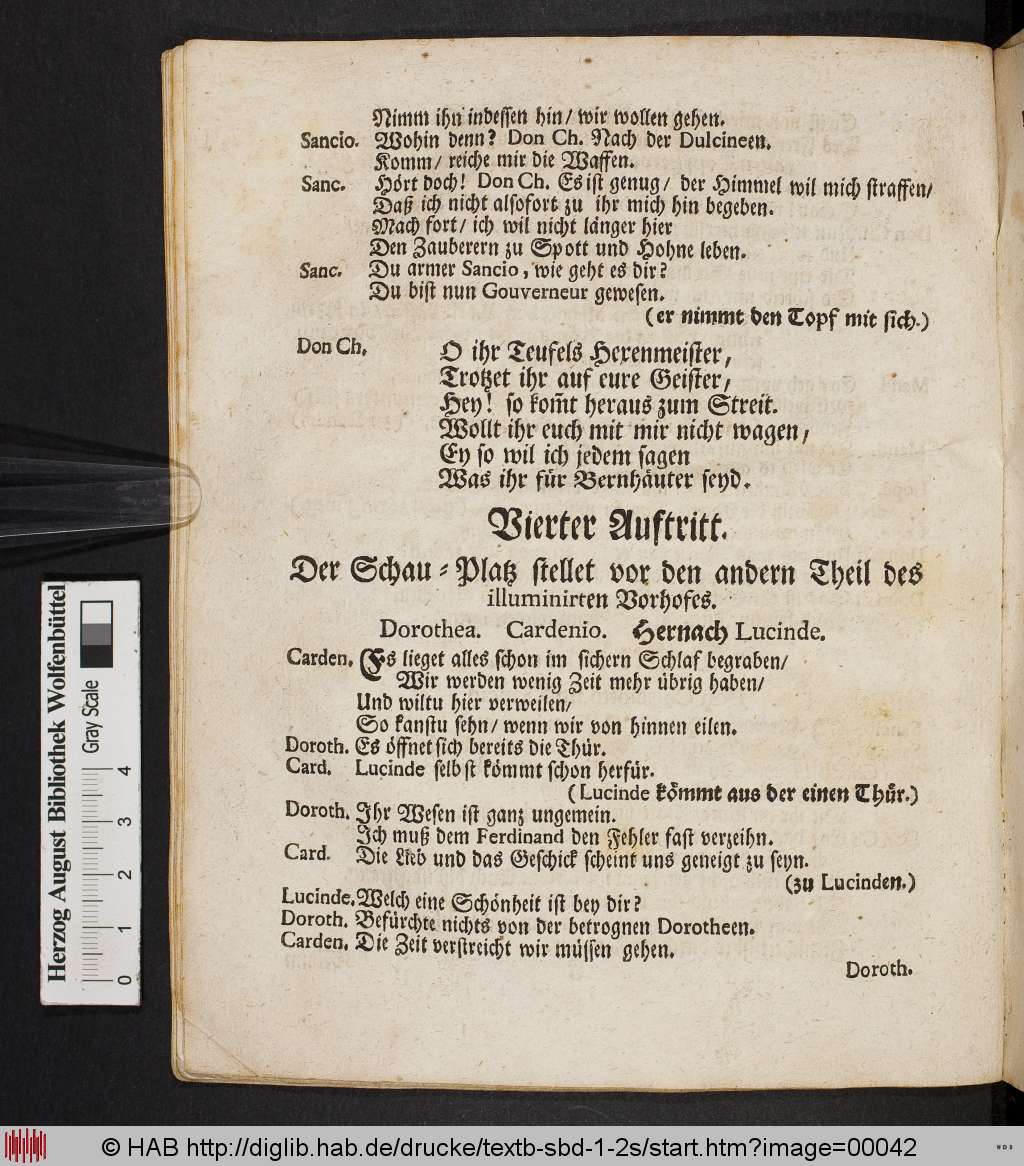 Nimm ihn indessen hin/ wir wollen gehen.
Sancio. Wohin denn? Don Ch. Nach der Dulcineen.
Komm/ reiche mir die Waffen.
Sanc. Hört doch! Don Ch. Es ist genug/ der Himmel wil mich straffen/
Daß ich nicht alsofort zu ihr mich hin begeben.
Mach fort/ ich wil nicht länger hier
Den Zauberern zu Spott und Hohne leben.
Sanc. Du armer Sancio, wie geht es dir?
Du bist nun Gouverneur gewesen.
(er nimmt den Topf mit sich.)
Don Ch. O ihr Teufels Hexenmeister,
Trotzet ihr auf eure Geister,
Hey! so kom̃t heraus zum Streit.
Wollt ihr euch mit mir nicht wagen,
Ey so wil ich jedem sagen
Was ihr für Bernhäuter seyd.
Vierter Auftritt.
Der Schau-Platz stellet vor den andern Theil des
illuminirten Vorhofes.
Dorothea. Cardenio. Hernach Lucinde.
Carden. Es lieget alles schon im sichern Schlaf begraben/
Wir werden wenig Zeit mehr übrig haben/
Und wiltu hier verweilen/
So kanstu sehn/ wenn wir von hinnen eilen.
Doroth. Es öffnet sich bereits die Thür.
Card. Lucinde selbst kömmt schon herfür.
(Lucinde kömmt aus der einen Thür.)
Doroth. Ihr Wesen ist ganz ungemein.
Ich muß dem Ferdinand den Fehler fast verzeihn.
Card. Die Lieb und das Geschick scheint uns geneigt zu seyn.
(zu Lucinden.)
Lucinde. Welch eine Schönheit ist bey dir?
Doroth. Befürchte nichts von der betrognen Dorotheen.
Carden. Die Zeit verstreicht wir müssen gehen.
Doroth.
Herzog August Bibliothek Wolfenbüttel
Gray Scale
0 1 2 3 4
© HAB http://diglib.hab.de/drucke/textb-sbd-1-2s/start.htm?image=00042